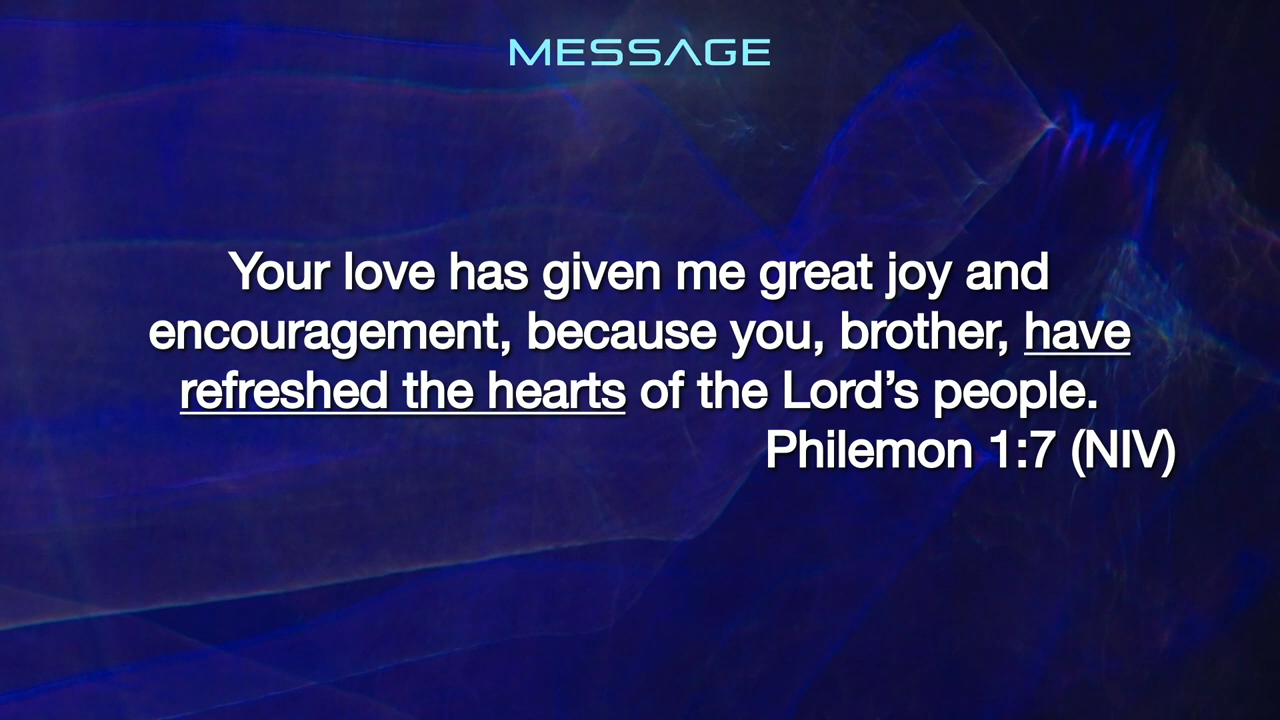 MESSAGE
Your love has given me great joy and
encouragement, because you, brother, have
refreshed the hearts of the Lord’s people.
Philemon 1:7 (NIV)